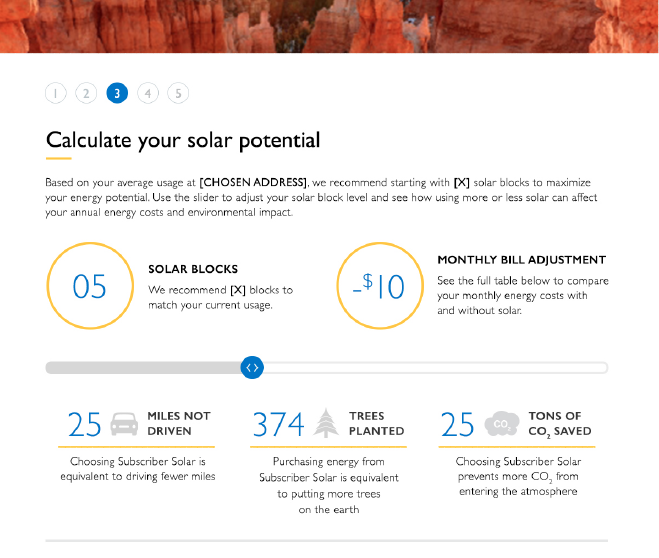 1 2 3 4 5
Calculate your solar potential
Based on your average usage at [CHOSEN ADDRESS], we recommend starting with [X] solar blocks to maximize
your energy potential. Use the slider to adjust your solar block level and see how using more or less solar can affect
your annual energy costs and environmental impact.
05
SOLAR BLOCKS
We recommend [X] blocks to
match your current usage.
-$10
MONTHLY BILL ADJUSTMENT
See the full table below to compare
your monthly energy costs with
and without solar.
25
MILES NOT
DRIVEN
Choosing Subscriber Solar is
equivalent to driving fewer miles
374
TREES
PLANTED
Purchasing energy from
Subscriber Solar is equivalent
to putting more trees
on the earth
25
CO2
TONS OF
CO2 SAVED
Choosing Subscriber Solar
prevents more CO2 from
entering the atmosphere